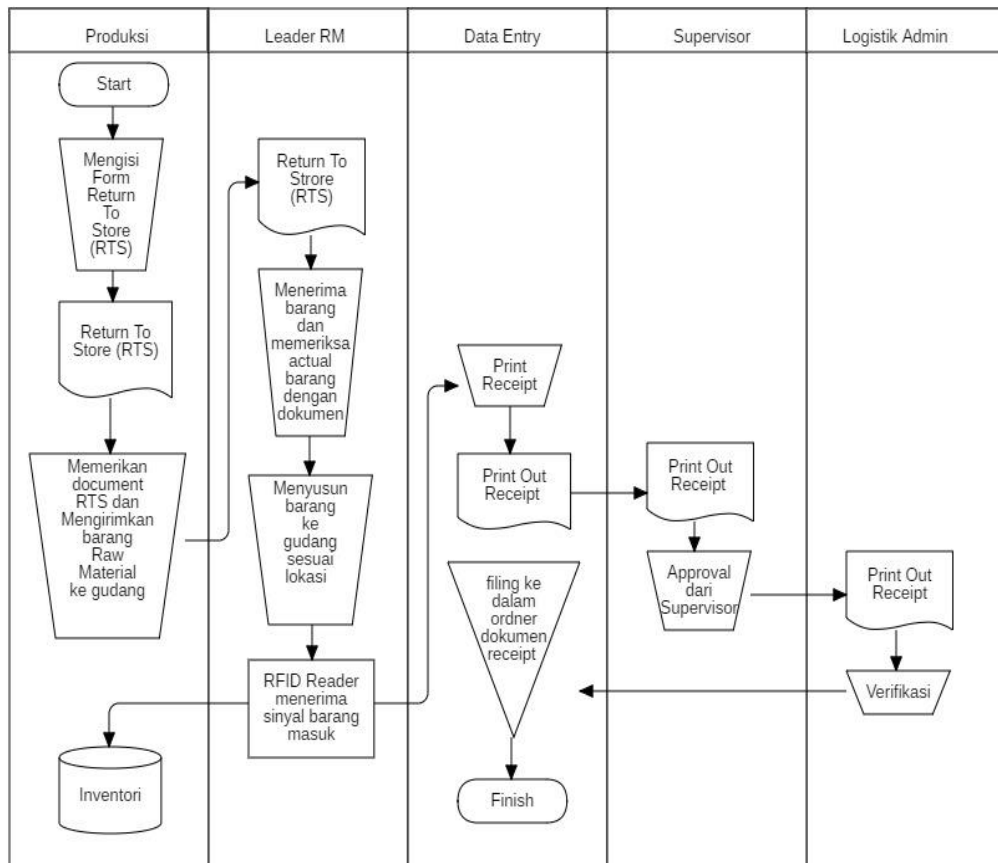 Produksi
Leader RM
Data Entry
Supervisor
Logistik Admin
Start
Mengisi
Form
Return
To
Store
(RTS)
Return To
Store (RTS)
Memerikan
document
RTS dan
Mengirimkan
barang
Raw
Material
ke gudang
Inventori
Return To
Strore
(RTS)
Menerima
barang
dan
memeriksa
actual
barang
dengan
dokumen
Menyusun
barang
ke
gudang
sesuai
lokasi
RFID Reader
menerima
sinyal barang
masuk
Print
Receipt
Print Out
Receipt
filing ke
dalam
ordner
dokumen
receipt
Finish
Print Out
Receipt
Approval
dari
Supervisor
Print Out
Receipt
Verifikasi